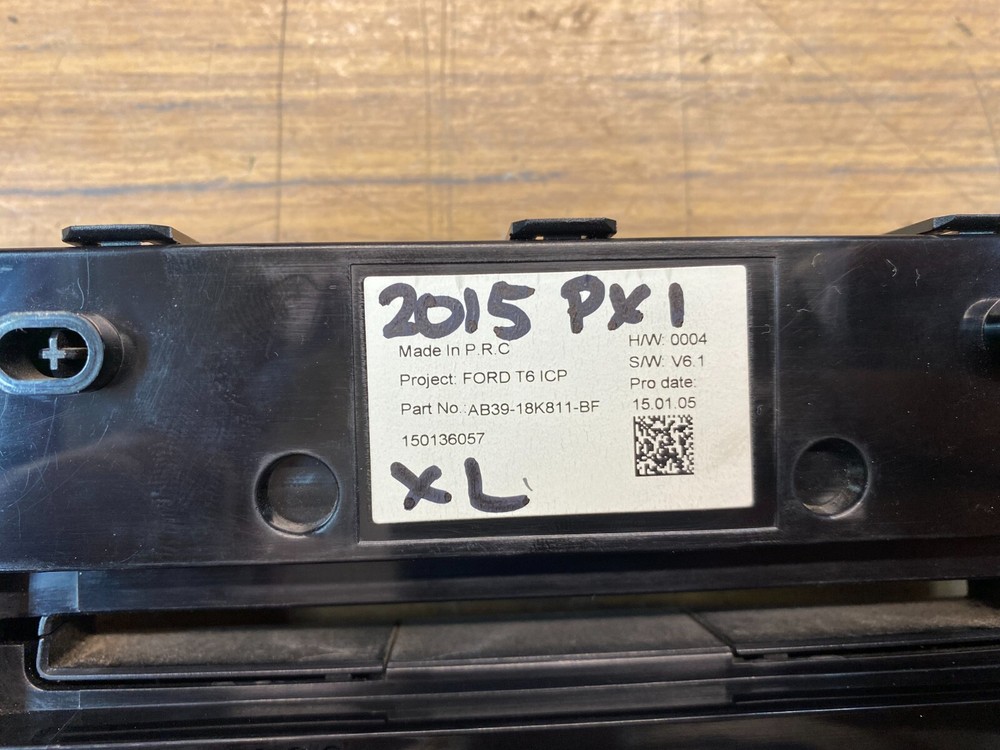 2015 PX1
Made In P.R.C
Project: FORD T6 ICP
Part No.:AB39-18K811-BF
150136057
XL
H/W: 0004
S/W: V6.1
Pro date:
15.01.05